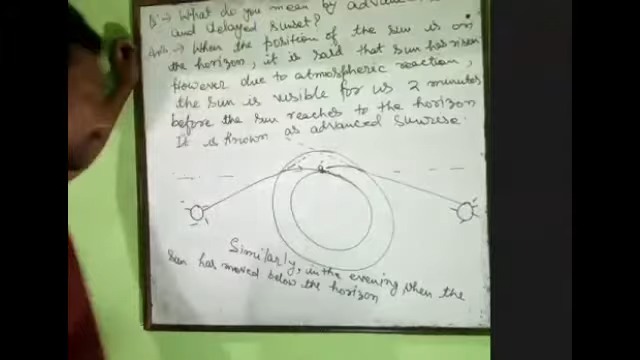 Q:→ What do you mean by advance
and delayed sunset?
Ans → When the position of the sun is on
the horizon, it is said that sun has risen
However due to atmospheric reaction,
the sun is visible for us 2 minutes
before the sun reaches to the horizon
It is known as advanced sunrise.
Similarly, in the evening when the
sun has moved below the horizon